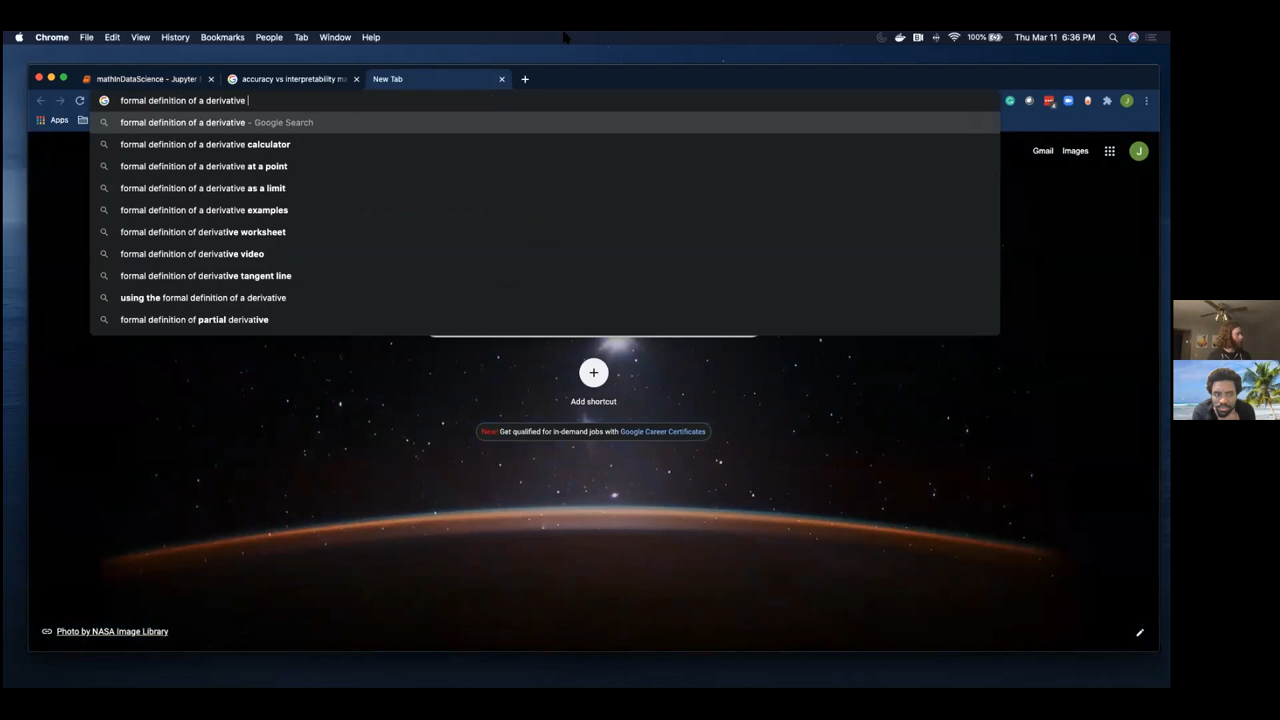 Chrome File Edit View History Bookmarks People Tab Window Help 100% Thu Mar 11 6:36 PM
mathInDataScience - Jupyter accuracy vs interpretability ma New Tab
formal definition of a derivative
Apps
formal definition of a derivative - Google Search
formal definition of a derivative calculator
formal definition of a derivative at a point
Gmail Images J
formal definition of a derivative as a limit
formal definition of a derivative examples
formal definition of derivative worksheet
formal definition of derivative video
formal definition of derivative tangent line
using the formal definition of a derivative
formal definition of partial derivative
Add shortcut
New! Get qualified for in-demand jobs with Google Career Certificates
Photo by NASA Image Library